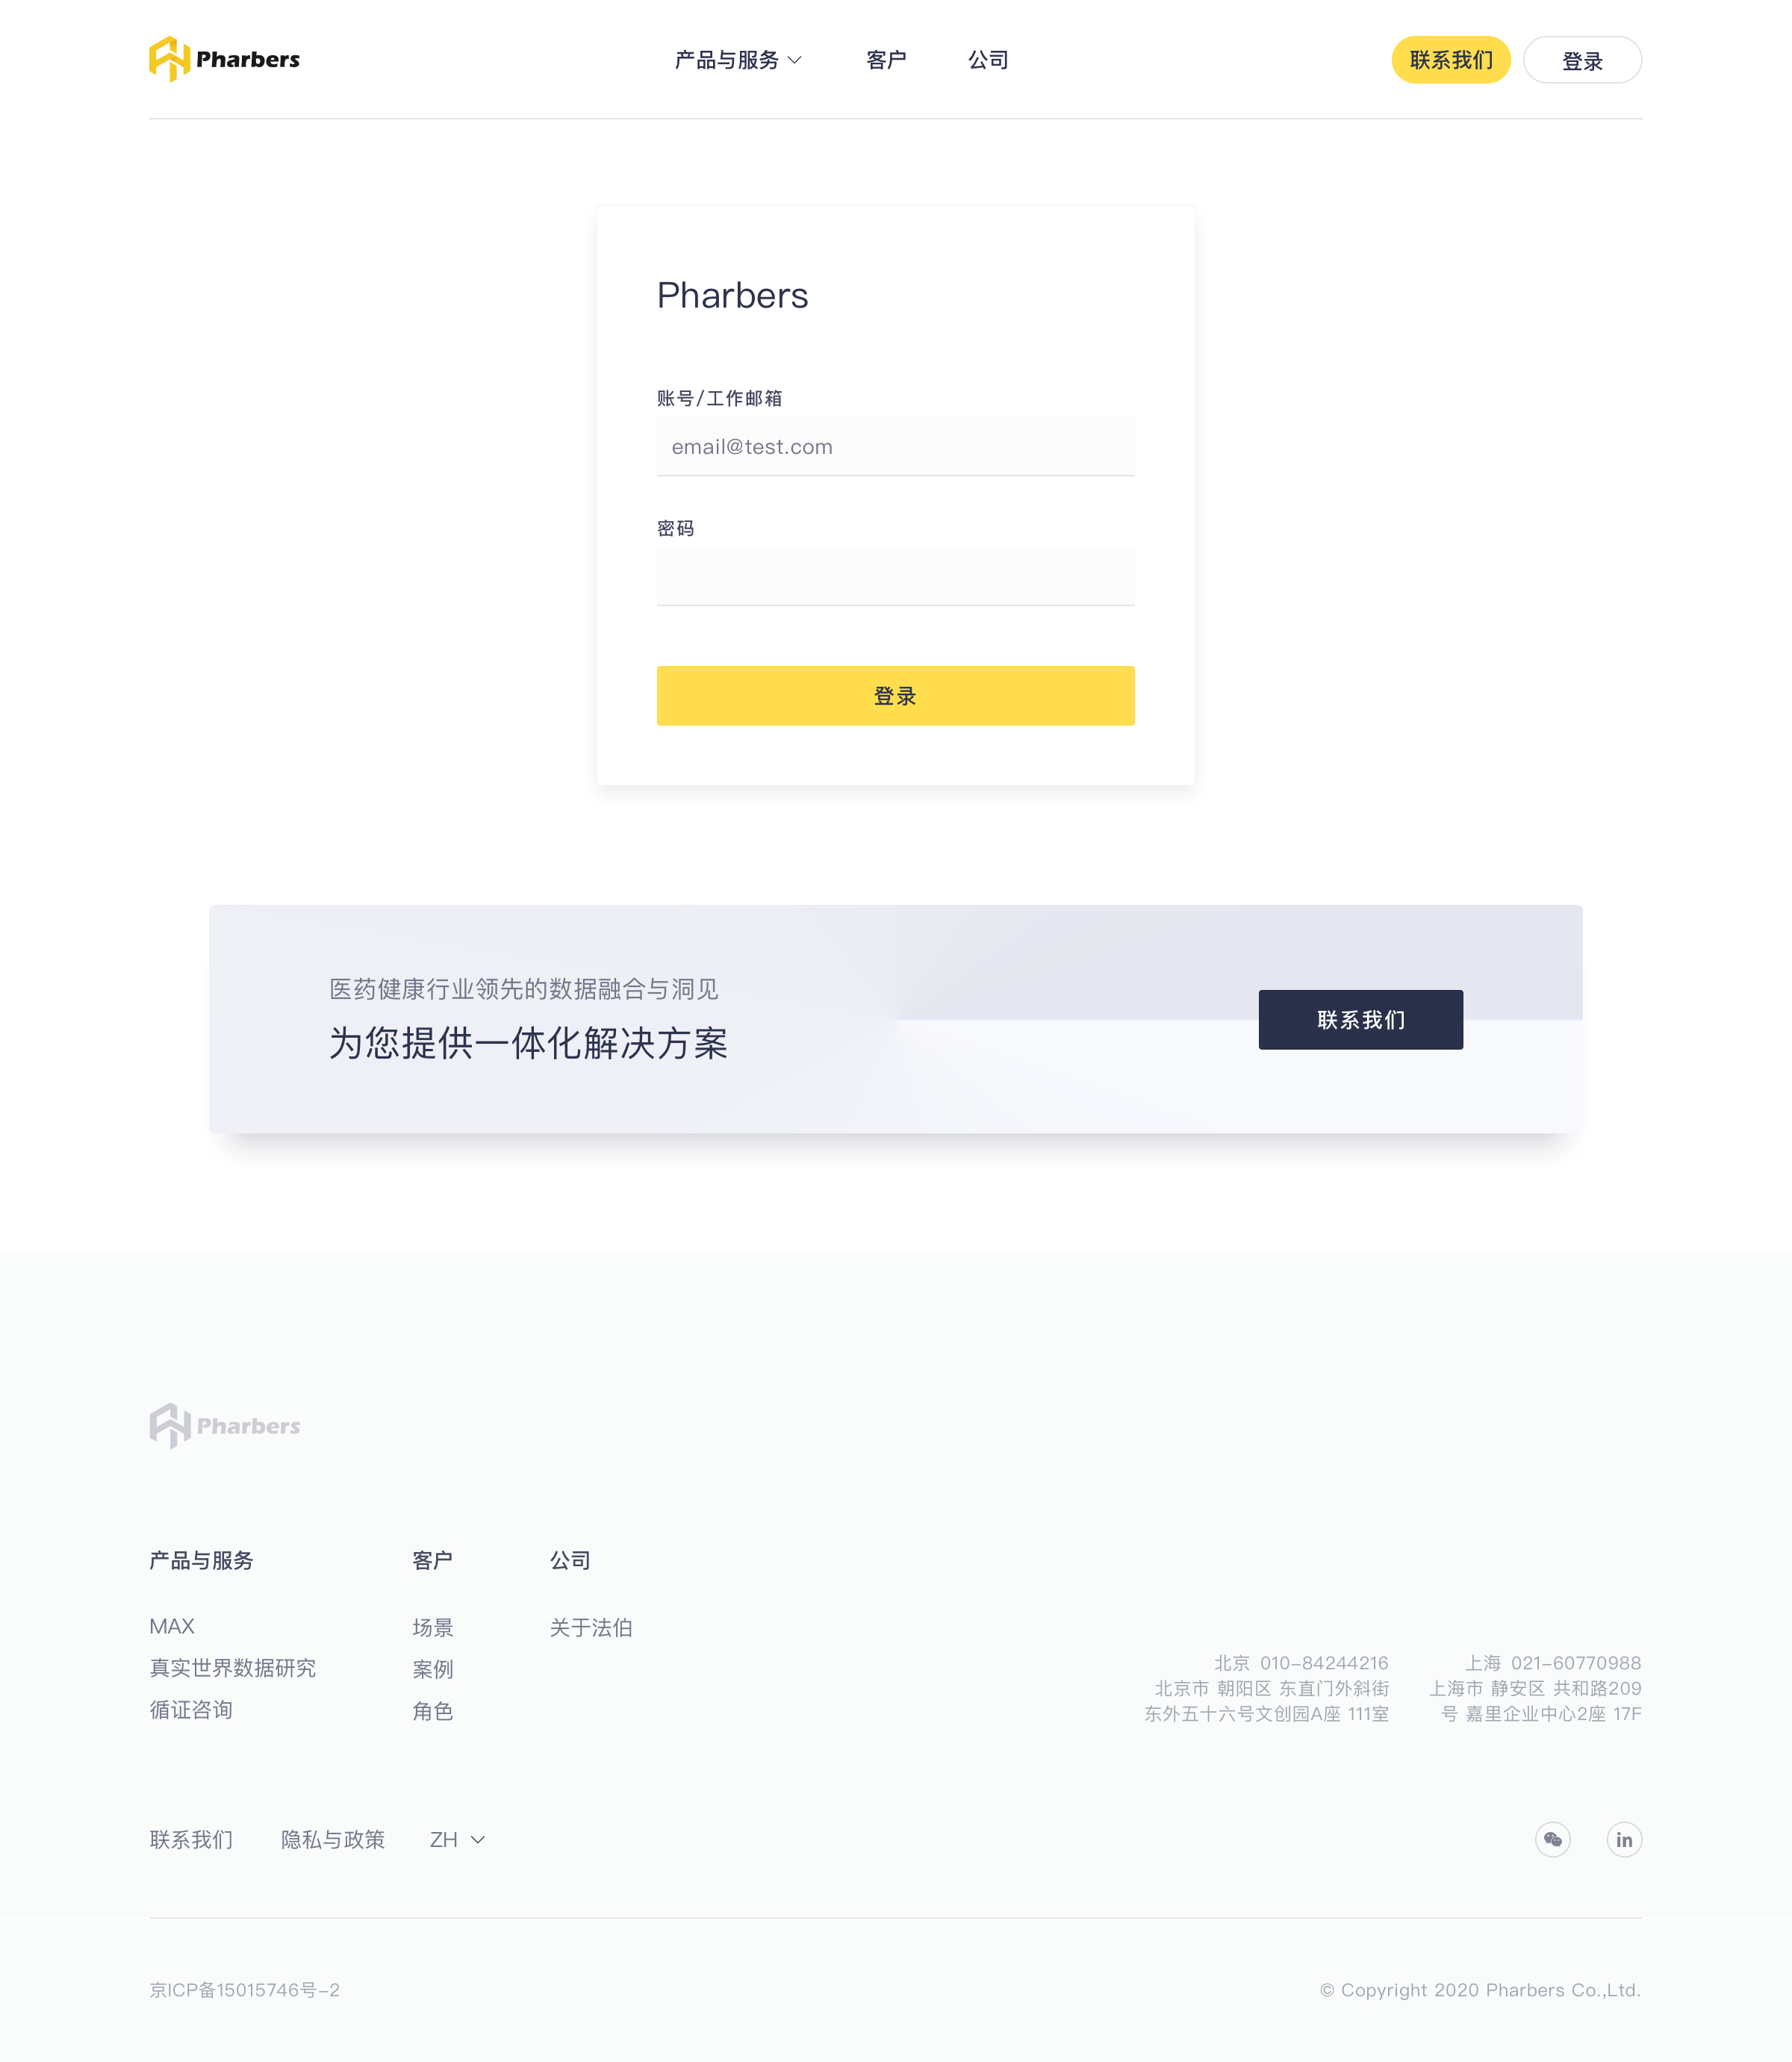 Pharbers
产品与服务
客户
公司
联系我们
登录
Pharbers
账号/工作邮箱
email@test.com
密码
登录
医药健康行业领先的数据融合与洞见
为您提供一体化解决方案
联系我们
Pharbers
产品与服务
MAX
真实世界数据研究
循证咨询
客户
场景
案例
角色
公司
关于法伯
北京 010-84244216
北京市 朝阳区 东直门外斜街
东外五十六号文创园A座 111室
上海 021-60770988
上海市 静安区 共和路209
号 嘉里企业中心2座 17F
联系我们
隐私与政策
ZH
in
京ICP备15015746号-2
© Copyright 2020 Pharbers Co.,Ltd.